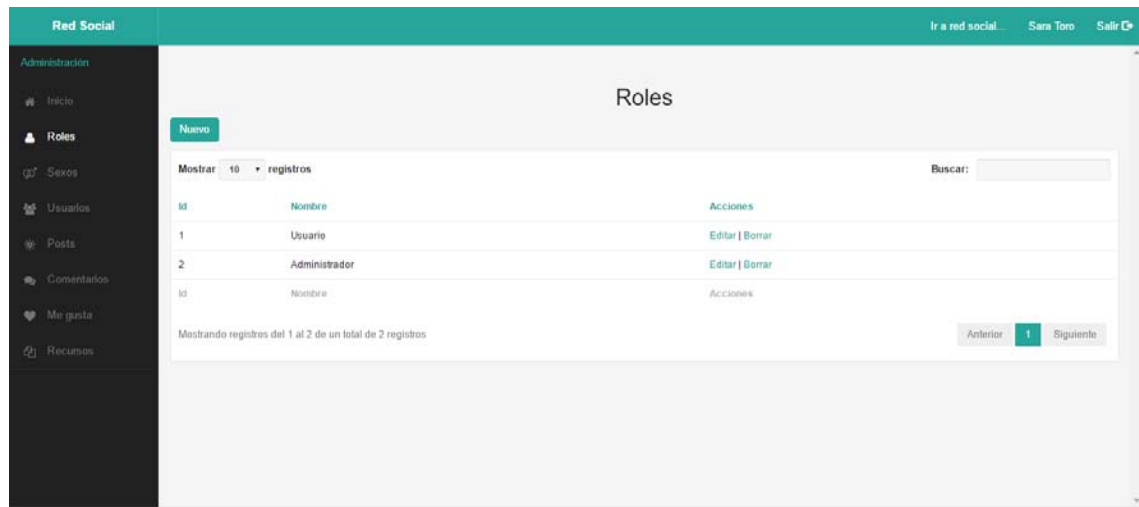 Red Social
Ir a red social... Sara Toro Salir
Administración
Inicio
Roles
Sexos
Usuarios
Posts
Comentarios
Me gusta
Recursos
Roles
Nuevo
Mostrar 10 registros Buscar:
Id Nombre Acciones
1 Usuario Editar | Borrar
2 Administrador Editar | Borrar
Id Nombre Acciones
Mostrando registros del 1 al 2 de un total de 2 registros Anterior 1 Siguiente